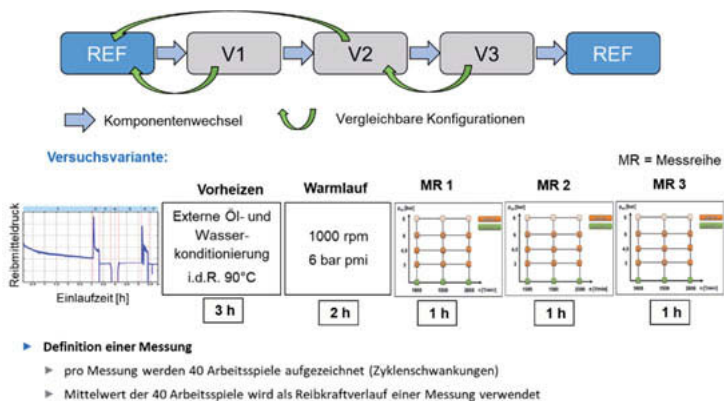 REF V1 V2 V3 REF
Komponentenwechsel Vergleichbare Konfigurationen
Versuchsvariante:
MR = Messreihe
Vorheizen Warmlauf MR 1 MR 2 MR 3
Reibmitteldruck
Einlaufzeit [h]
Externe Öl- und
Wasser-
konditionierung
i.d.R. 90°C
1000 rpm
6 bar pmi
3 h 2 h 1 h 1 h 1 h
Definition einer Messung
pro Messung werden 40 Arbeitsspiele aufgezeichnet (Zyklenschwankungen)
Mittelwert der 40 Arbeitsspiele wird als Reibkraftverlauf einer Messung verwendet